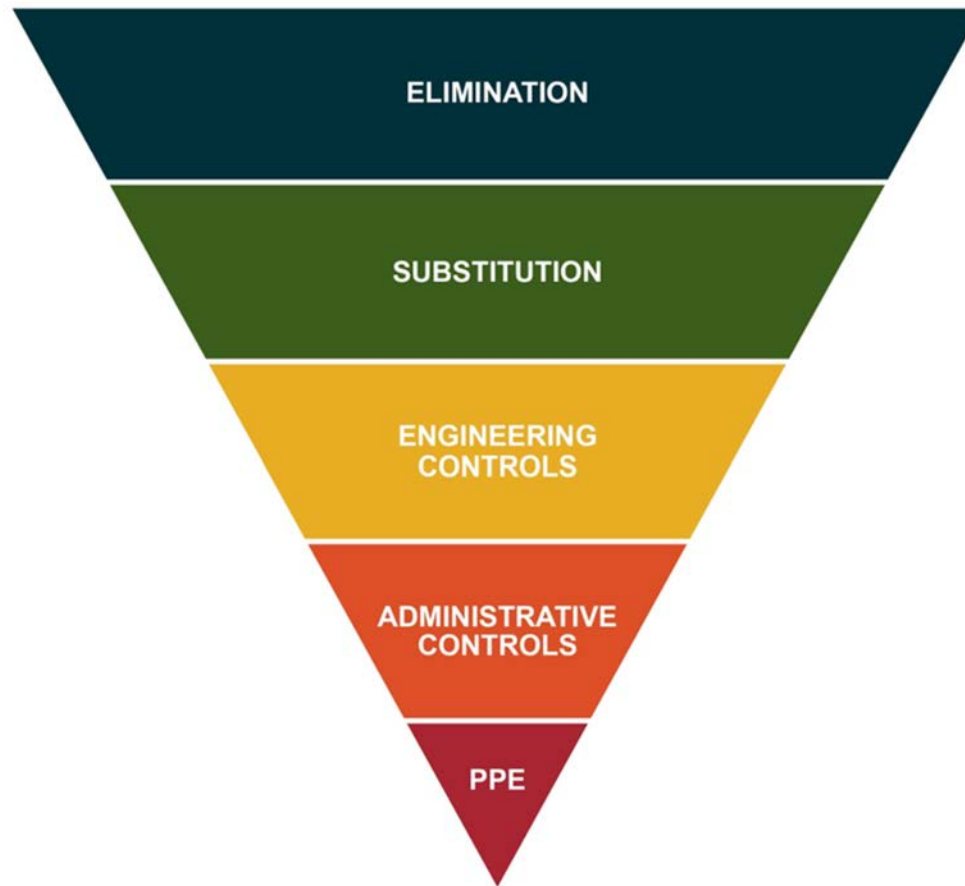 ELIMINATION
SUBSTITUTION
ENGINEERING
CONTROLS
ADMINISTRATIVE
CONTROLS
PPE